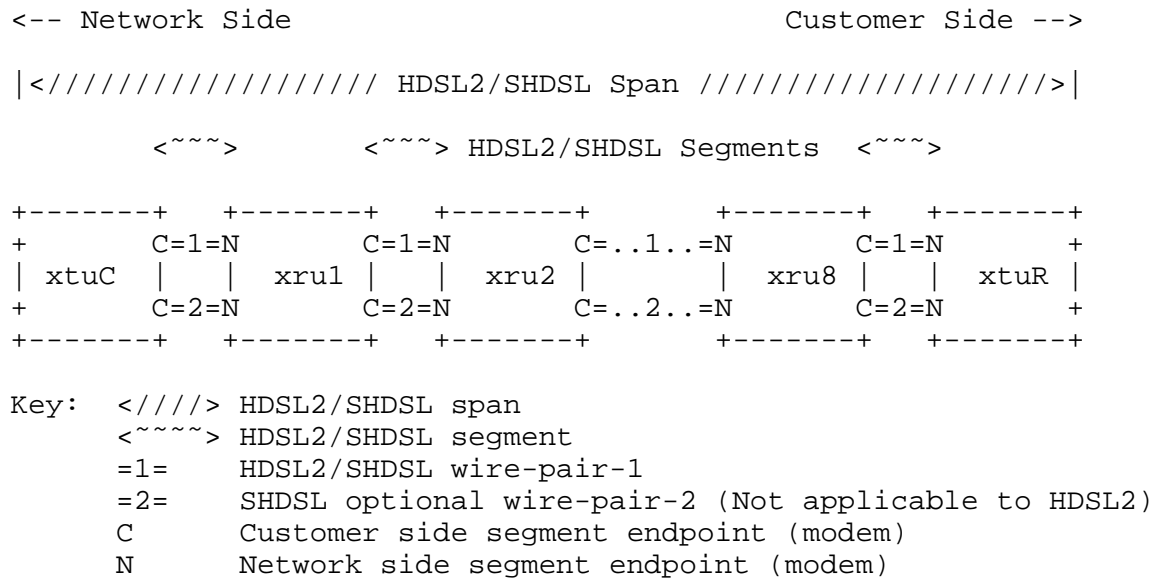 <-- Network Side                                     Customer Side -->
|</////////////////// HDSL2/SHDSL Span ////////////////////>|
<~~~>         <~~~> HDSL2/SHDSL Segments  <~~~>
+-------+   +-------+   +-------+         +-------+   +-------+
+       C=1=N       C=1=N       C=..1..=N       C=1=N       +
| xtuC  |   |  xru1 |   |  xru2 |         |  xru8 |   |  xtuR |
+       C=2=N       C=2=N       C=..2..=N       C=2=N       +
+-------+   +-------+   +-------+         +-------+   +-------+
Key:  <////> HDSL2/SHDSL span
<~~~~> HDSL2/SHDSL segment
=1=    HDSL2/SHDSL wire-pair-1
=2=    SHDSL optional wire-pair-2 (Not applicable to HDSL2)
C      Customer side segment endpoint (modem)
N      Network side segment endpoint (modem)